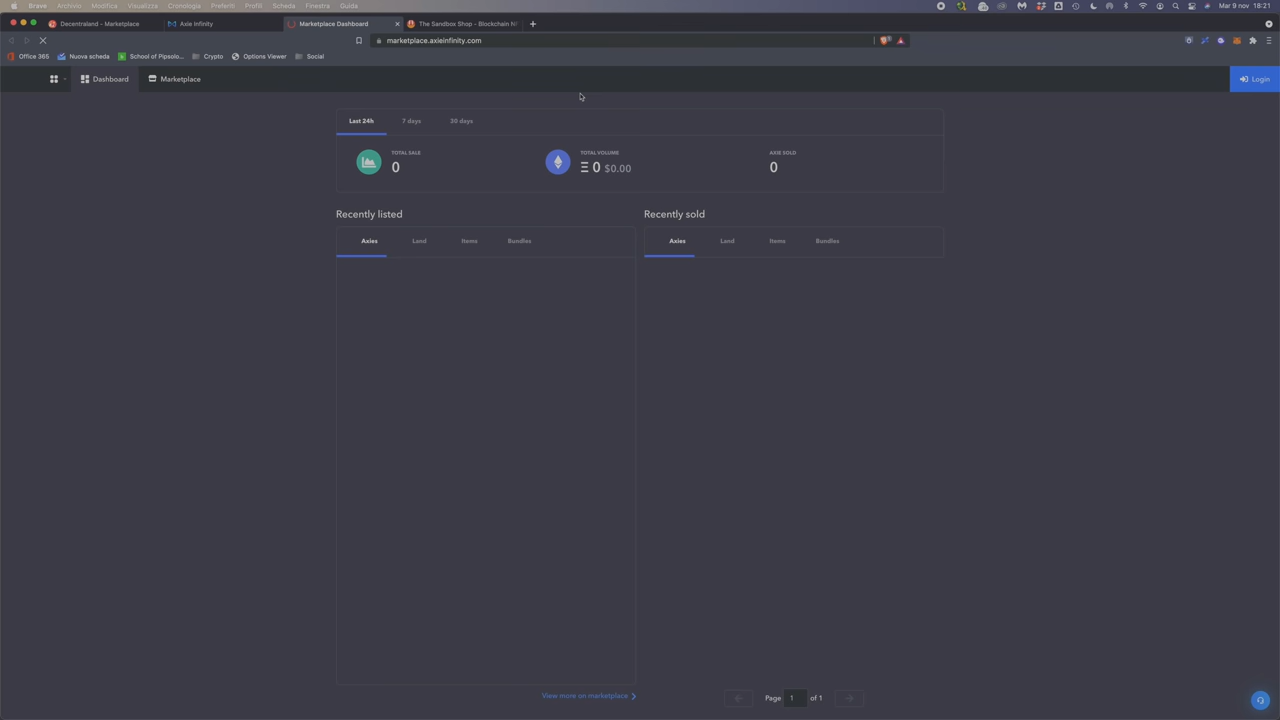 Brave Archivio Modifica Visualizza Cronologia Preferiti Profili Scheda Finestra Guida
Mar 9 nov 18:21
Decentraland - Marketplace
Axie Infinity
Marketplace Dashboard
The Sandbox Shop - Blockchain N
marketplace.axieinfinity.com
Office 365
Nuova scheda
School of Pipsolo...
Crypto
Options Viewer
Social
Dashboard
Marketplace
Login
Last 24h 7 days 30 days
TOTAL SALE
0
TOTAL VOLUME
Ξ 0 $0.00
AXIE SOLD
0
Recently listed
Axies Land Items Bundles
View more on marketplace
Recently sold
Axies Land Items Bundles
Page 1 of 1